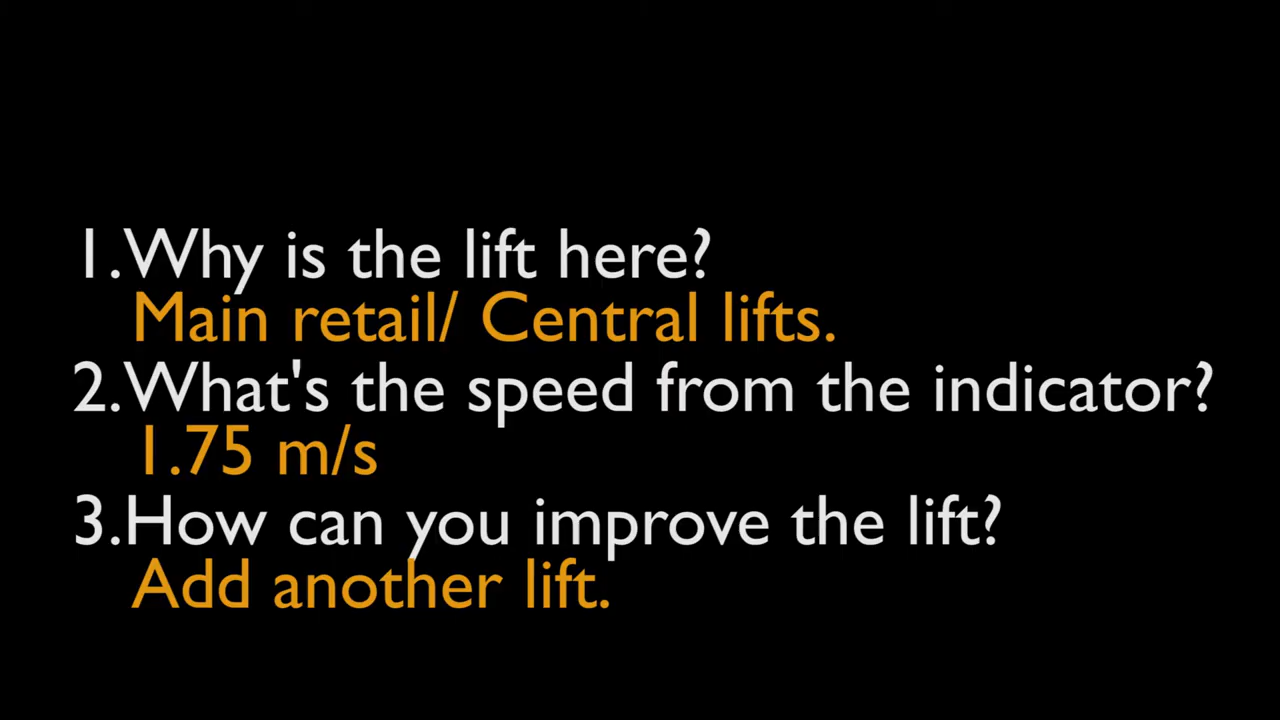 1.Why is the lift here?
Main retail/ Central lifts.
2.What's the speed from the indicator?
1.75 m/s
3.How can you improve the lift?
Add another lift.